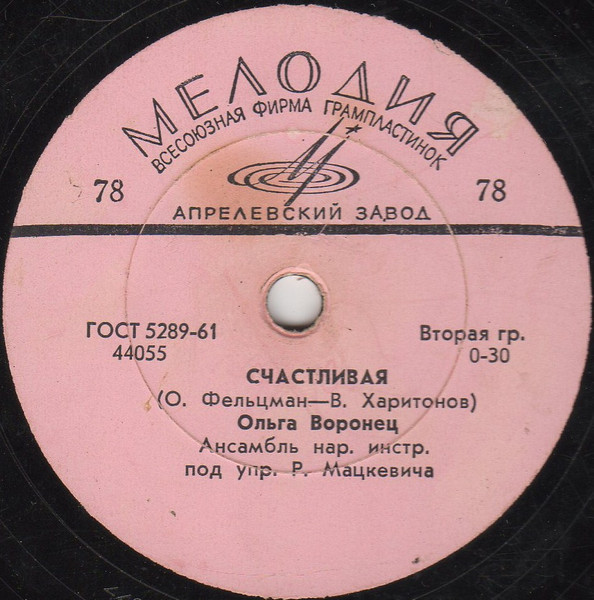 МЕЛОДИЯ
ВСЕСОЮЗНАЯ ФИРМА ГРАМПЛАСТИНОК
78 78
АПРЕЛЕВСКИЙ ЗАВОД
ГОСТ 5289-61 Вторая гр.
44055 0-30
СЧАСТЛИВАЯ
(О. Фельцман—В. Харитонов)
Ольга Воронец
Ансамбль нар. инстр.
под упр. Р. Мацкевича